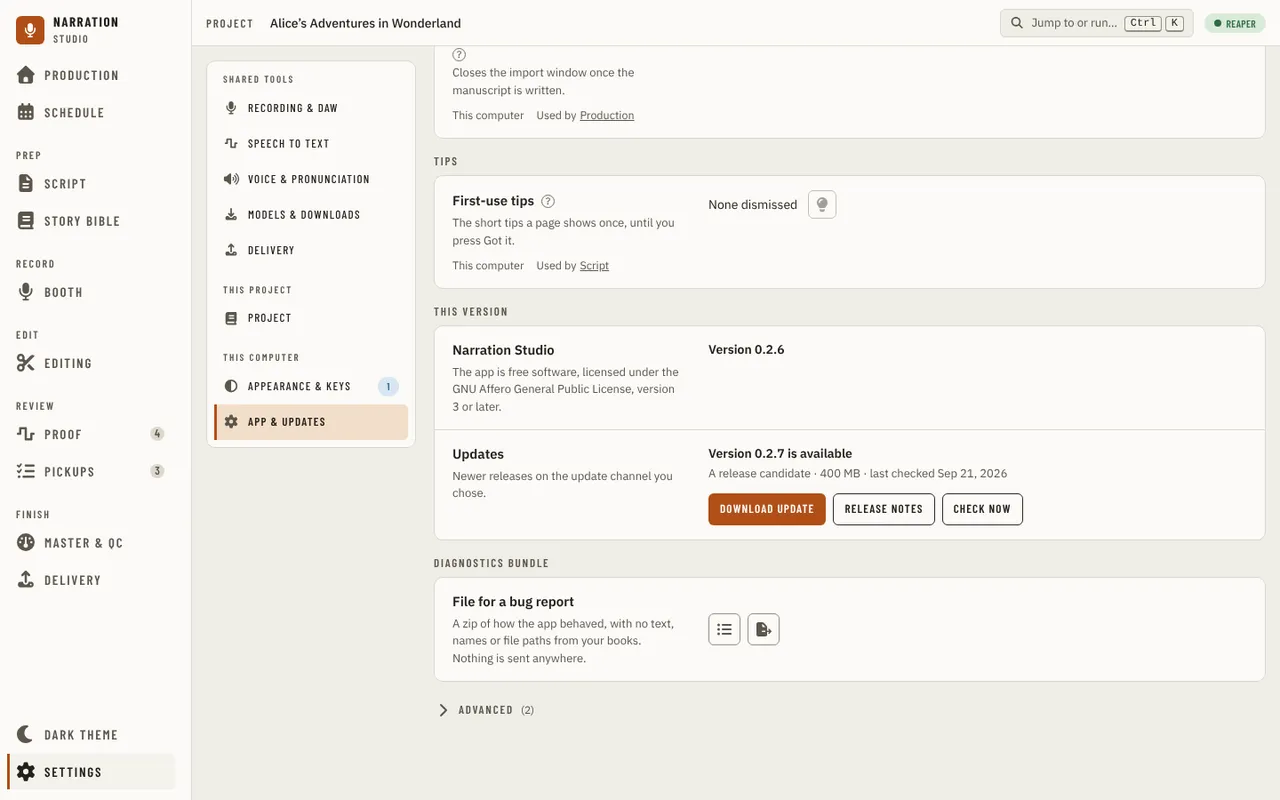 NARRATION
STUDIO
PRODUCTION
SCHEDULE
PREP
SCRIPT
STORY BIBLE
RECORD
BOOTH
EDIT
EDITING
REVIEW
PROOF 4
PICKUPS 3
FINISH
MASTER & QC
DELIVERY
DARK THEME
SETTINGS
PROJECT Alice’s Adventures in Wonderland
Jump to or run... Ctrl K
REAPER
SHARED TOOLS
RECORDING & DAW
SPEECH TO TEXT
VOICE & PRONUNCIATION
MODELS & DOWNLOADS
DELIVERY
THIS PROJECT
PROJECT
THIS COMPUTER
APPEARANCE & KEYS 1
APP & UPDATES
?
Closes the import window once the
manuscript is written.
This computer Used by Production
TIPS
First-use tips ?
The short tips a page shows once, until you
press Got it.
This computer Used by Script
None dismissed
THIS VERSION
Narration Studio
The app is free software, licensed under the
GNU Affero General Public License, version
3 or later.
Version 0.2.6
Updates
Newer releases on the update channel you
chose.
Version 0.2.7 is available
A release candidate · 400 MB · last checked Sep 21, 2026
DOWNLOAD UPDATE RELEASE NOTES CHECK NOW
DIAGNOSTICS BUNDLE
File for a bug report
A zip of how the app behaved, with no text,
names or file paths from your books.
Nothing is sent anywhere.
ADVANCED (2)